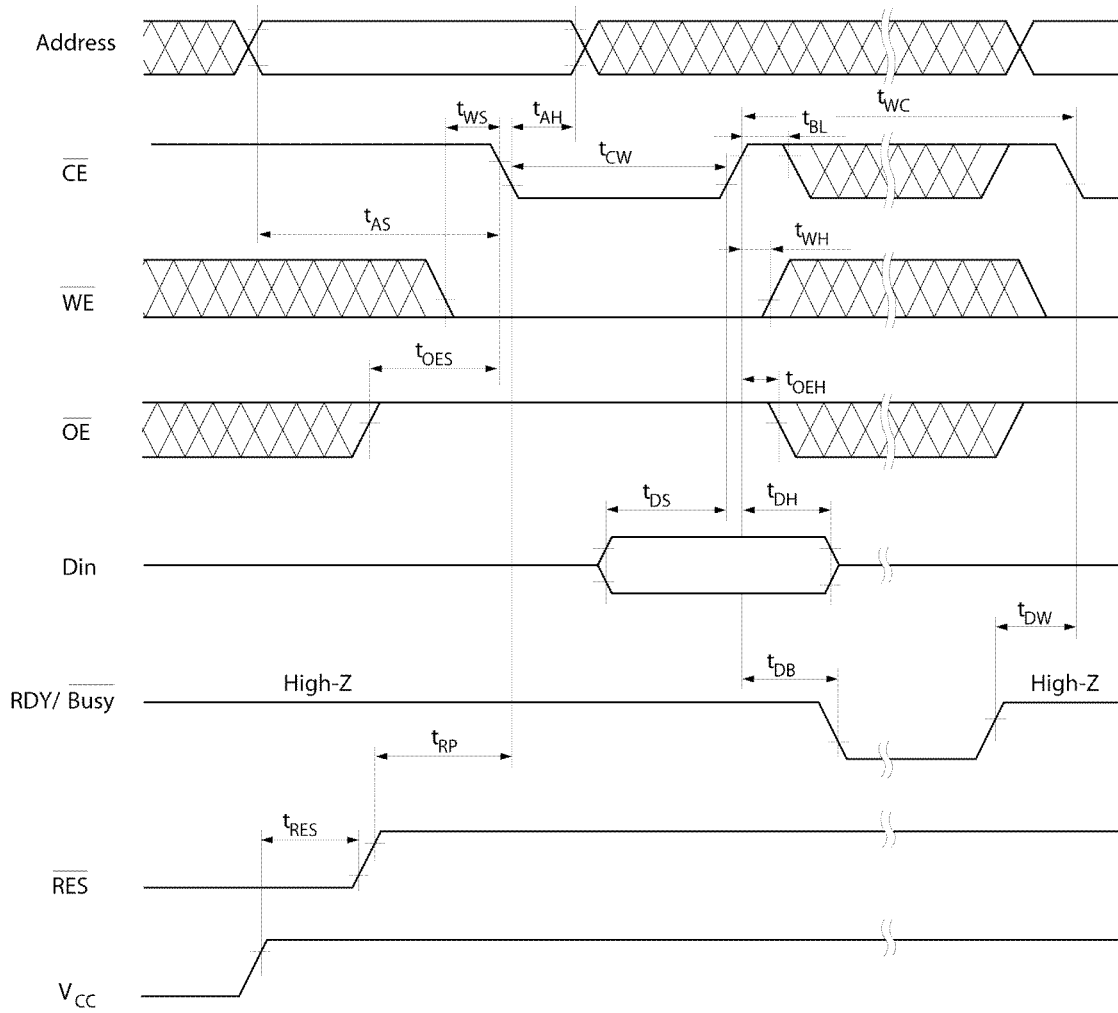 Address
tWS
tAH
tWC
tBL
CE
tCW
tAS
tWH
WE
tOES
tOEH
OE
tDS
tDH
Din
tDW
tDB
High-Z
High-Z
RDY/ Busy
tRP
tRES
RES
VCC